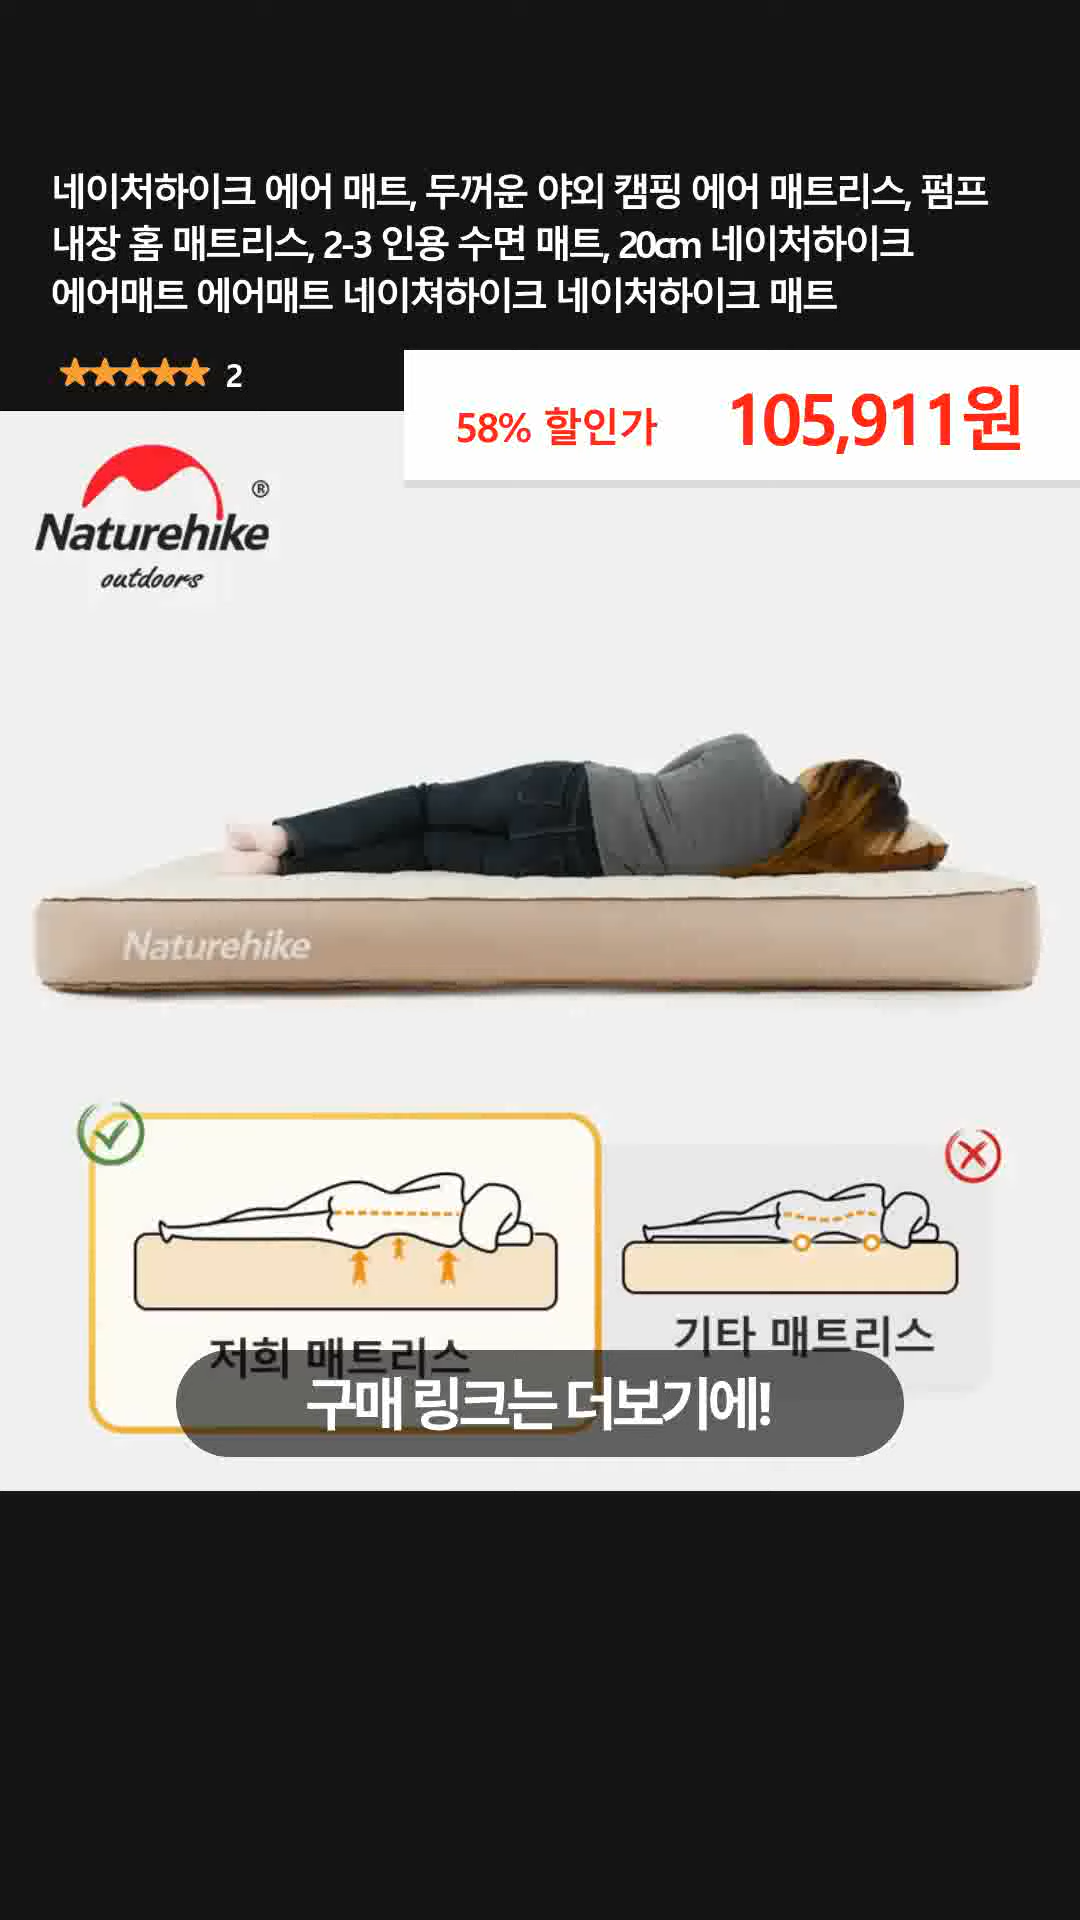 네이처하이크 에어 매트, 두꺼운 야외 캠핑 에어 매트리스, 펌프
내장 홈 매트리스, 2-3 인용 수면 매트, 20cm 네이처하이크
에어매트 에어매트 네이쳐하이크 네이처하이크 매트
2
58% 할인가 105,911원
®
Naturehike
outdoors
Naturehike
저희 매트리스
기타 매트리스
구매 링크는 더보기에!